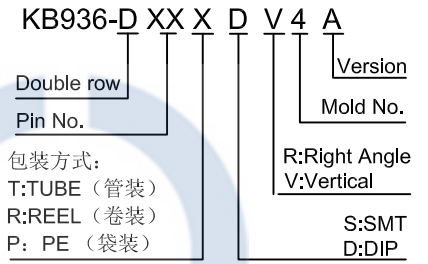 KB936-D XX X D V 4 A
Version
Double row
Mold No.
Pin No.
包装方式:
T:TUBE（管装）
R:REEL（卷装）
P：PE （袋装）
R:Right Angle
V:Vertical
S:SMT
D:DIP